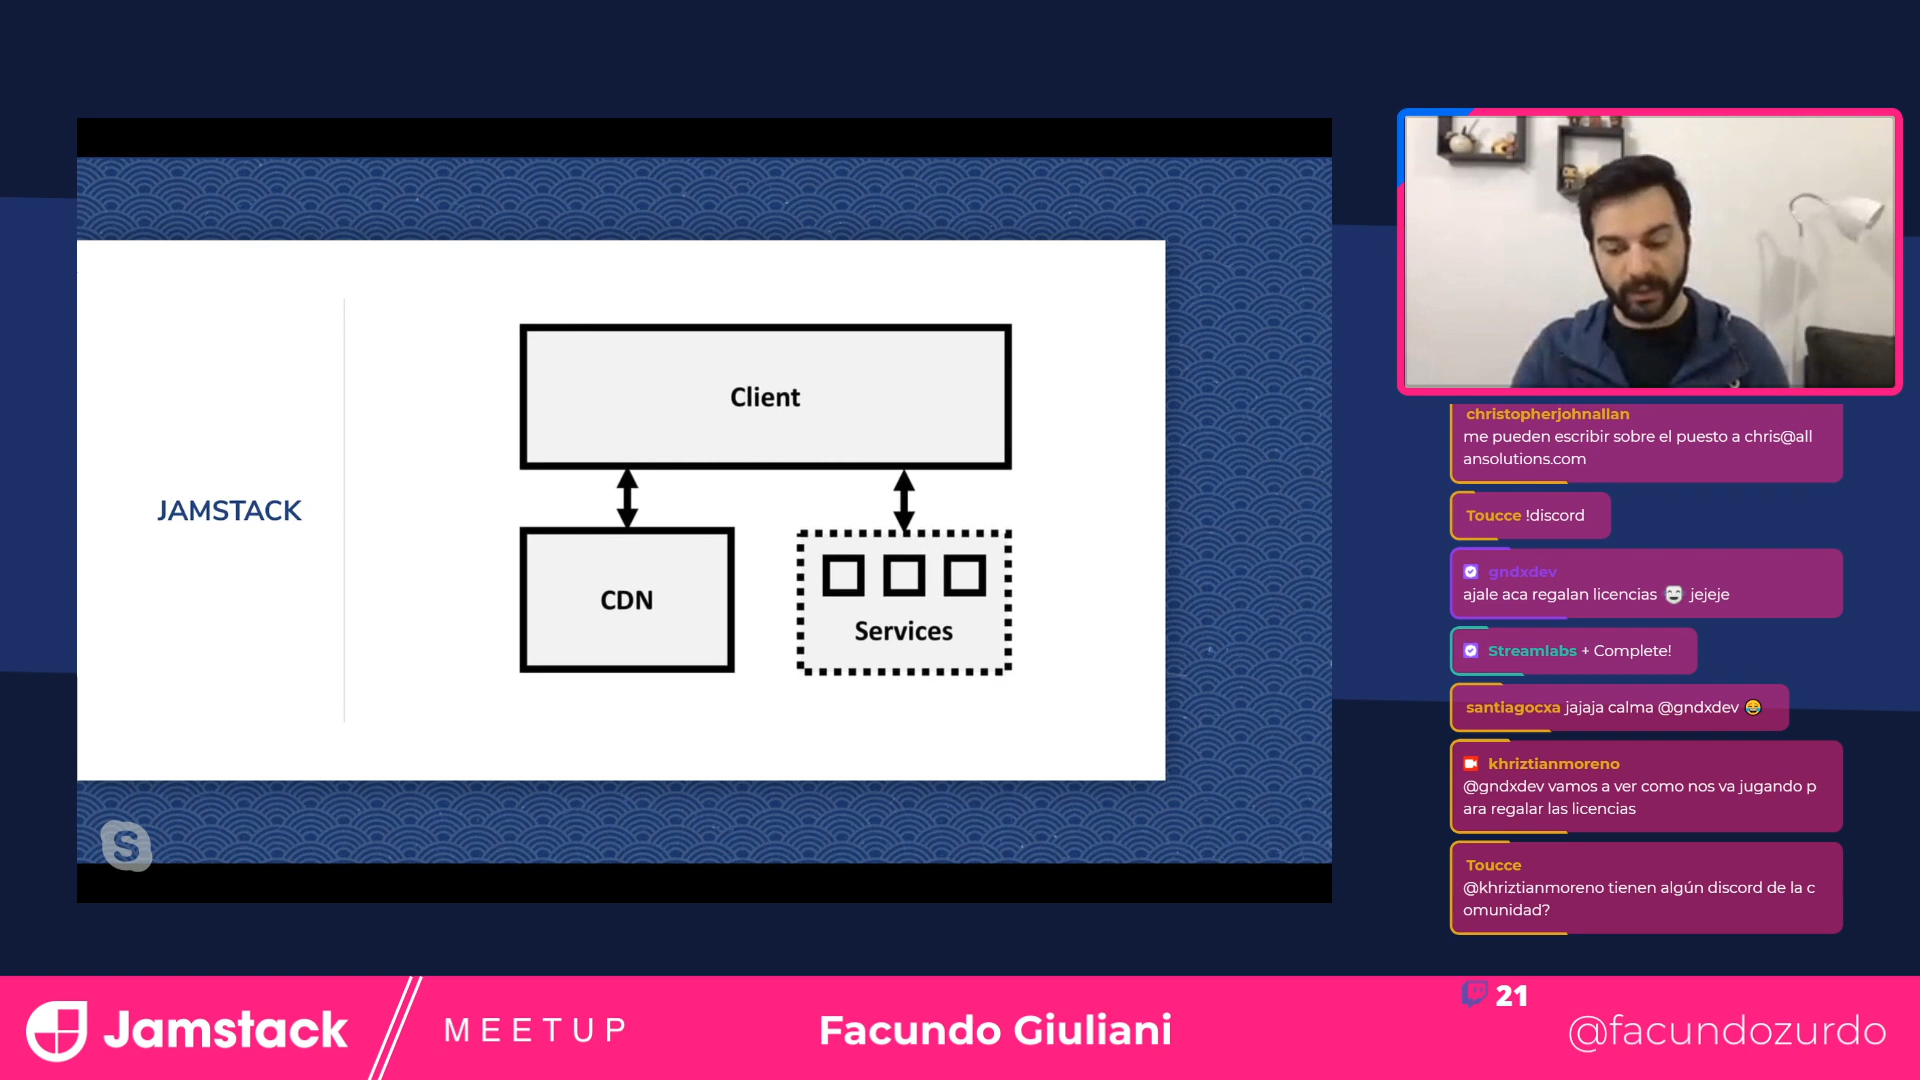 JAMSTACK
Client
CDN
Services
christopherjohnallan
me pueden escribir sobre el puesto a chris@all
ansolutions.com
Toucce !discord
gndxdev
ajale aca regalan licencias jejeje
Streamlabs + Complete!
santiagocxa jajaja calma @gndxdev 😂
khriztianmoreno
@gndxdev vamos a ver como nos va jugando p
ara regalar las licencias
Toucce
@khriztianmoreno tienen algún discord de la c
omunidad?
S
Jamstack
MEETUP
Facundo Giuliani
21
@facundozurdo